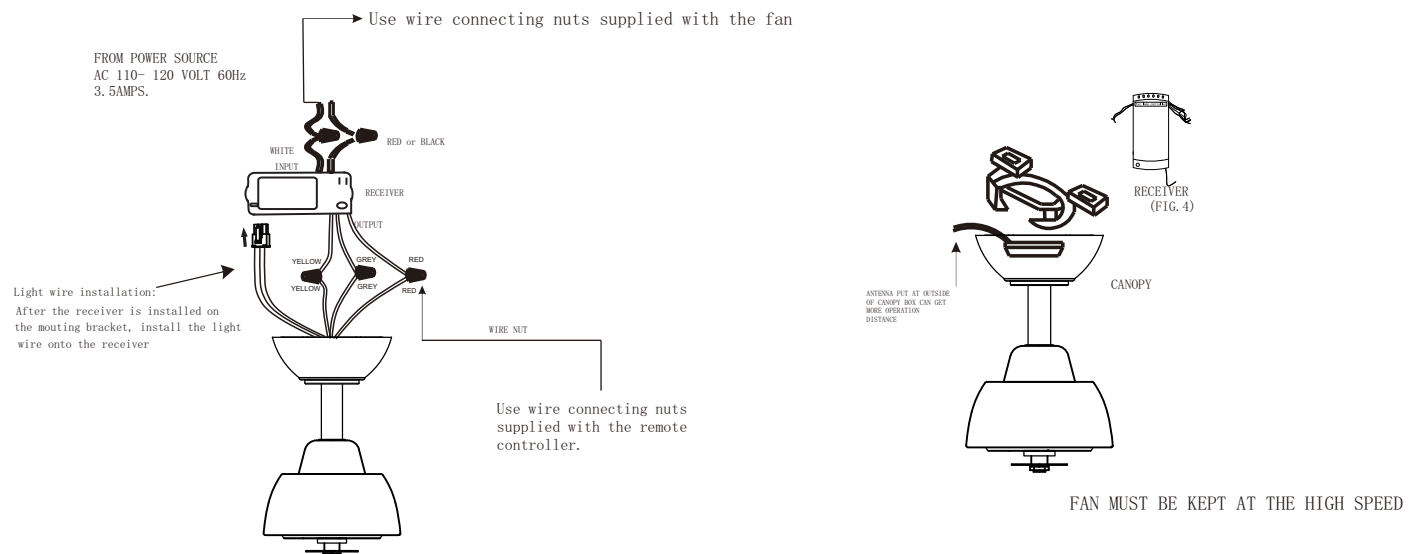 Use wire connecting nuts supplied with the fan
FROM POWER SOURCE
AC 110- 120 VOLT 60Hz
3.5AMPS.
RED or BLACK
WHITE
INPUT
RECEIVER
OUTPUT
YELLOW
GREY
RED
YELLOW
GREY
RED
Light wire installation:
After the receiver is installed on
the mouting bracket, install the light
wire onto the receiver
WIRE NUT
Use wire connecting nuts
supplied with the remote
controller.
RECEIVER
(FIG.4)
CANOPY
ANTENNA PUT AT OUTSIDE
OF CANOPY BOX CAN GET
MORE OPERATION
DISTANCE
FAN MUST BE KEPT AT THE HIGH SPEED